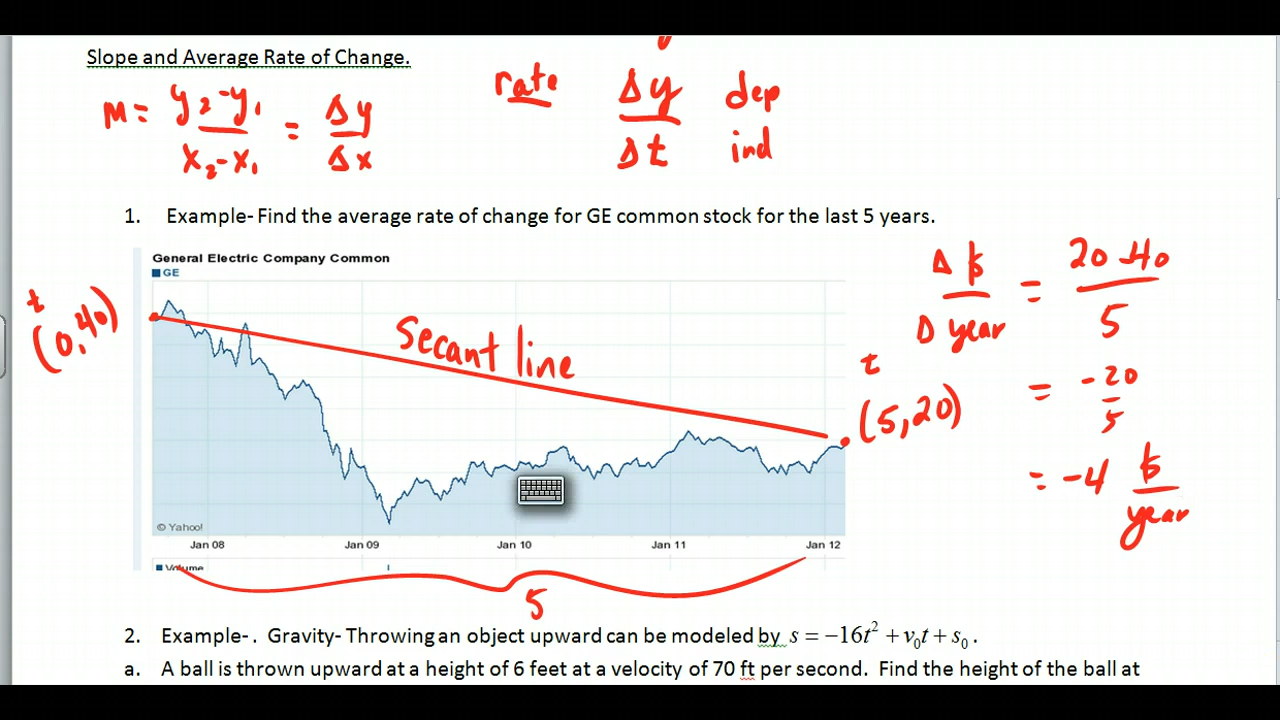 Slope and Average Rate of Change.
M = y₂-y₁ / x₂-x₁ = Δy / Δx
rate Δy / Δt dep / ind
1. Example- Find the average rate of change for GE common stock for the last 5 years.
General Electric Company Common
GE
t
(0,40)
Secant line
t
(5,20)
Δ $ / Δ year = 20-40 / 5
= -20 / 5
= -4 $ / year
© Yahoo!
Jan 08 Jan 09 Jan 10 Jan 11 Jan 12
Volume
5
2. Example- . Gravity- Throwing an object upward can be modeled by s = −16t² + v₀t + s₀ .
a. A ball is thrown upward at a height of 6 feet at a velocity of 70 ft per second. Find the height of the ball at